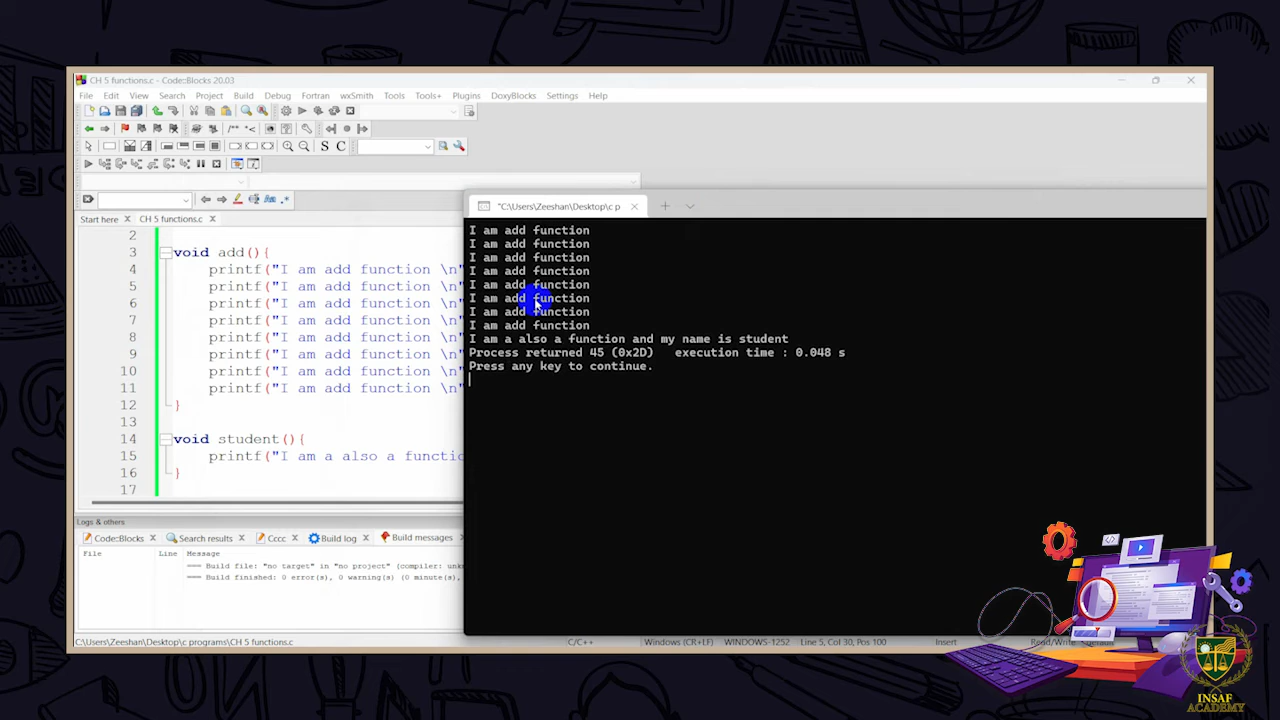 CH 5 functions.c - Code::Blocks 20.03
File Edit View Search Project Build Debug Fortran wxSmith Tools Tools+ Plugins DoxyBlocks Settings Help
S C
Start here CH 5 functions.c
"C:\Users\Zeeshan\Desktop\c p
2
3 void add(){
4 printf("I am add function \n"
5 printf("I am add function \n"
6 printf("I am add function \n"
7 printf("I am add function \n"
8 printf("I am add function \n"
9 printf("I am add function \n"
10 printf("I am add function \n"
11 printf("I am add function \n"
12 }
13
14 void student(){
15 printf("I am a also a functio
16 }
17
I am add function
I am add function
I am add function
I am add function
I am add function
I am add function
I am add function
I am add function
I am a also a function and my name is student
Process returned 45 (0x2D) execution time : 0.048 s
Press any key to continue.
Logs & others
Code::Blocks Search results Cccc Build log Build messages
File Line Message
=== Build file: "no target" in "no project" (compiler:
=== Build finished: 0 error(s), 0 warning(s) (0 minute(s),
C:\Users\Zeeshan\Desktop\c programs\CH 5 functions.c C/C++ Windows (CR+LF) WINDOWS-1252 Line 5, Col 30, Pos 100 Insert Read/Write
INSAF
ACADEMY